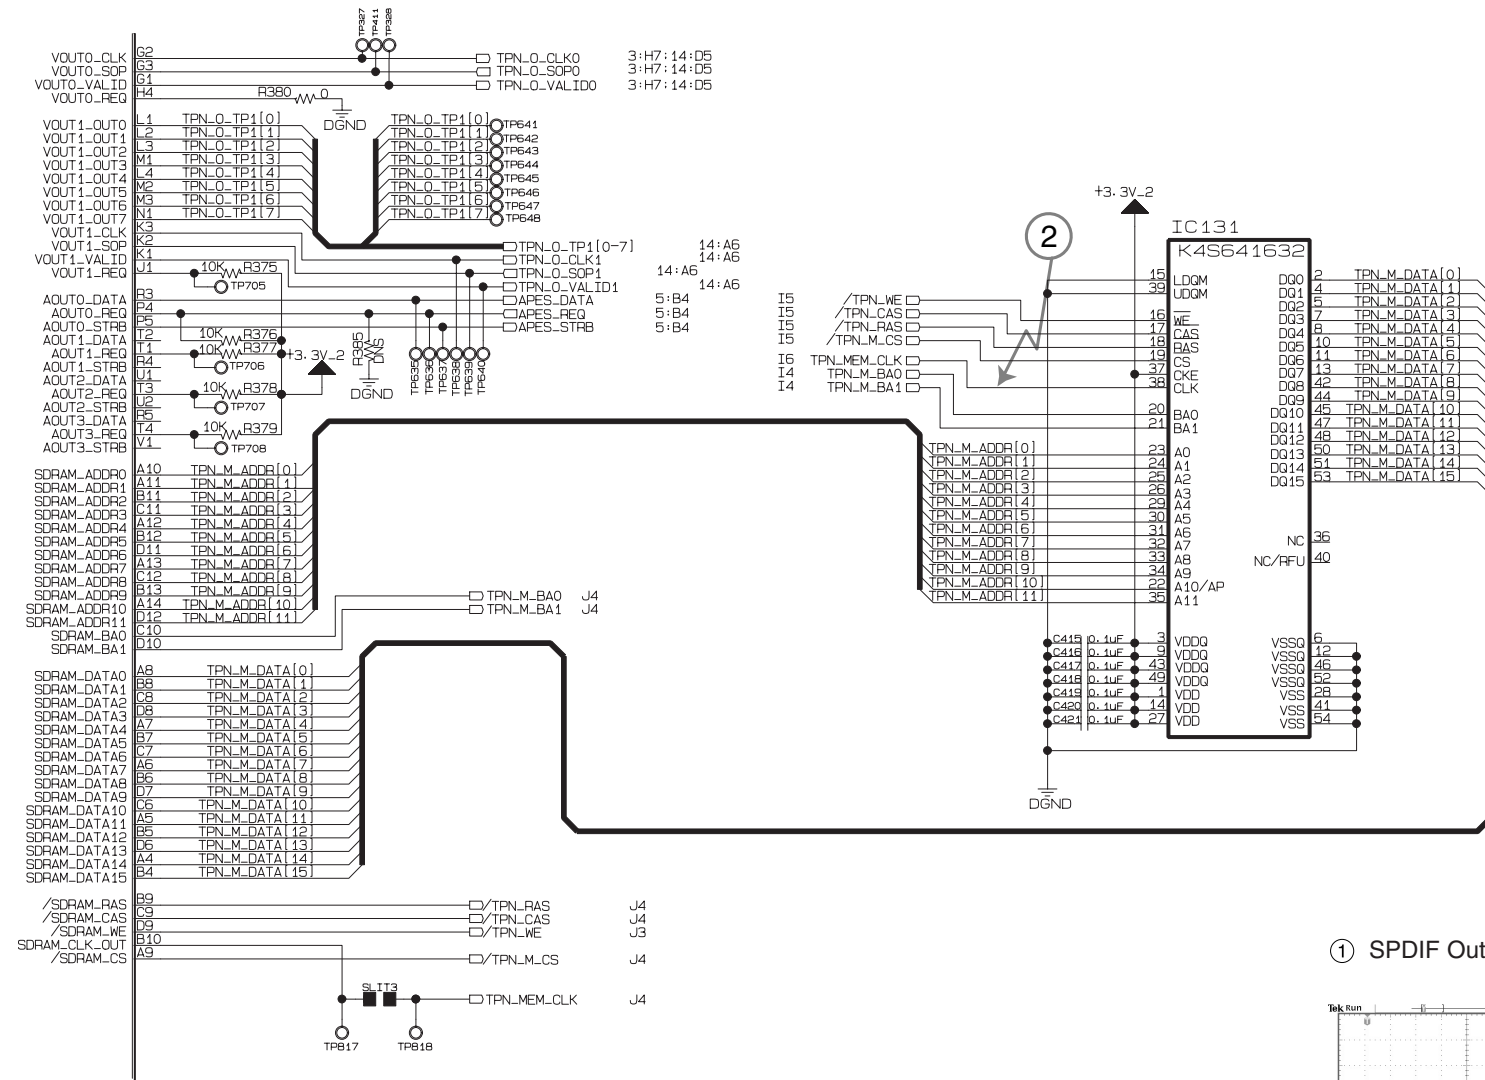 TP327 TP411 TP328
VOUT0_CLK G2 TPN_O_CLK0 3:H7;14:D5
VOUT0_SOP G3 TPN_O_SOP0 3:H7;14:D5
VOUT0_VALID G1 TPN_O_VALID0 3:H7;14:D5
VOUT0_REQ H4 R380 0
DGND
VOUT1_OUT0 L1 TPN_O_TP1[0] TPN_O_TP1[0] TP641
VOUT1_OUT1 L2 TPN_O_TP1[1] TPN_O_TP1[1] TP642
VOUT1_OUT2 L3 TPN_O_TP1[2] TPN_O_TP1[2] TP643
VOUT1_OUT3 M1 TPN_O_TP1[3] TPN_O_TP1[3] TP644
VOUT1_OUT4 L4 TPN_O_TP1[4] TPN_O_TP1[4] TP645
VOUT1_OUT5 M2 TPN_O_TP1[5] TPN_O_TP1[5] TP646
VOUT1_OUT6 M3 TPN_O_TP1[6] TPN_O_TP1[6] TP647
VOUT1_OUT7 N1 TPN_O_TP1[7] TPN_O_TP1[7] TP648
VOUT1_CLK K3
VOUT1_SOP K2 TPN_O_TP1[0-7] 14:A6
VOUT1_VALID K1 TPN_O_CLK1 14:A6
VOUT1_REQ J1 10K R375 TPN_O_SOP1 14:A6
TP705 TPN_O_VALID1 14:A6
AOUT0_DATA R3 APES_DATA 5:B4
AOUT0_REQ P4 APES_REQ 5:B4
AOUT0_STRB P5 APES_STRB 5:B4
AOUT1_DATA T2 10K R376
AOUT1_REQ T1 10K R377 +3.3V_2 R385 DNS
AOUT1_STRB R4 TP706
AOUT2_DATA U1
AOUT2_REQ T3 10K R378 DGND
TP635 TP636 TP637 TP638 TP639 TP640
AOUT2_STRB U2 TP707
AOUT3_DATA R5
AOUT3_REQ T4 10K R379
AOUT3_STRB V1 TP708
SDRAM_ADDR0 A10 TPN_M_ADDR[0]
SDRAM_ADDR1 A11 TPN_M_ADDR[1]
SDRAM_ADDR2 B11 TPN_M_ADDR[2]
SDRAM_ADDR3 C11 TPN_M_ADDR[3]
SDRAM_ADDR4 A12 TPN_M_ADDR[4]
SDRAM_ADDR5 B12 TPN_M_ADDR[5]
SDRAM_ADDR6 D11 TPN_M_ADDR[6]
SDRAM_ADDR7 A13 TPN_M_ADDR[7]
SDRAM_ADDR8 C12 TPN_M_ADDR[8]
SDRAM_ADDR9 B13 TPN_M_ADDR[9]
SDRAM_ADDR10 A14 TPN_M_ADDR[10]
SDRAM_ADDR11 D12 TPN_M_ADDR[11]
SDRAM_BA0 C10 TPN_M_BA0 J4
SDRAM_BA1 D10 TPN_M_BA1 J4
SDRAM_DATA0 A8 TPN_M_DATA[0]
SDRAM_DATA1 B8 TPN_M_DATA[1]
SDRAM_DATA2 C8 TPN_M_DATA[2]
SDRAM_DATA3 D8 TPN_M_DATA[3]
SDRAM_DATA4 A7 TPN_M_DATA[4]
SDRAM_DATA5 B7 TPN_M_DATA[5]
SDRAM_DATA6 C7 TPN_M_DATA[6]
SDRAM_DATA7 A6 TPN_M_DATA[7]
SDRAM_DATA8 B6 TPN_M_DATA[8]
SDRAM_DATA9 D7 TPN_M_DATA[9]
SDRAM_DATA10 C6 TPN_M_DATA[10]
SDRAM_DATA11 A5 TPN_M_DATA[11]
SDRAM_DATA12 B5 TPN_M_DATA[12]
SDRAM_DATA13 D6 TPN_M_DATA[13]
SDRAM_DATA14 A4 TPN_M_DATA[14]
SDRAM_DATA15 B4 TPN_M_DATA[15]
/SDRAM_RAS B9 /TPN_RAS J4
/SDRAM_CAS C9 /TPN_CAS J4
/SDRAM_WE D9 /TPN_WE J3
SDRAM_CLK_OUT B10
/SDRAM_CS A9 /TPN_M_CS J4
SLIT3
TPN_MEM_CLK J4
TP817 TP818
+3.3V_2
2
IC131
K4S641632
15 LDQM DQ0 2 TPN_M_DATA[0]
39 UDQM DQ1 4 TPN_M_DATA[1]
I5 /TPN_WE DQ2 5 TPN_M_DATA[2]
I5 /TPN_CAS 16 WE DQ3 7 TPN_M_DATA[3]
I5 /TPN_RAS 17 CAS DQ4 8 TPN_M_DATA[4]
I5 /TPN_M_CS 18 RAS DQ5 10 TPN_M_DATA[5]
I6 TPN_MEM_CLK 19 CS DQ6 11 TPN_M_DATA[6]
I4 TPN_M_BA0 37 CKE DQ7 13 TPN_M_DATA[7]
I4 TPN_M_BA1 38 CLK DQ8 42 TPN_M_DATA[8]
DQ9 44 TPN_M_DATA[9]
20 BA0 DQ10 45 TPN_M_DATA[10]
21 BA1 DQ11 47 TPN_M_DATA[11]
DQ12 48 TPN_M_DATA[12]
TPN_M_ADDR[0] 23 A0 DQ13 50 TPN_M_DATA[13]
TPN_M_ADDR[1] 24 A1 DQ14 51 TPN_M_DATA[14]
TPN_M_ADDR[2] 25 A2 DQ15 53 TPN_M_DATA[15]
TPN_M_ADDR[3] 26 A3
TPN_M_ADDR[4] 29 A4
TPN_M_ADDR[5] 30 A5
TPN_M_ADDR[6] 31 A6 NC 36
TPN_M_ADDR[7] 32 A7
TPN_M_ADDR[8] 33 A8 NC/RFU 40
TPN_M_ADDR[9] 34 A9
TPN_M_ADDR[10] 22 A10/AP
TPN_M_ADDR[11] 35 A11
C415 0.1uF 3 VDDQ VSSQ 6
C416 0.1uF 9 VDDQ VSSQ 12
C417 0.1uF 43 VDDQ VSSQ 46
C418 0.1uF 49 VDDQ VSSQ 52
C419 0.1uF 1 VDD VSS 28
C420 0.1uF 14 VDD VSS 41
C421 0.1uF 27 VDD VSS 54
DGND
1 SPDIF Out
Tek Run